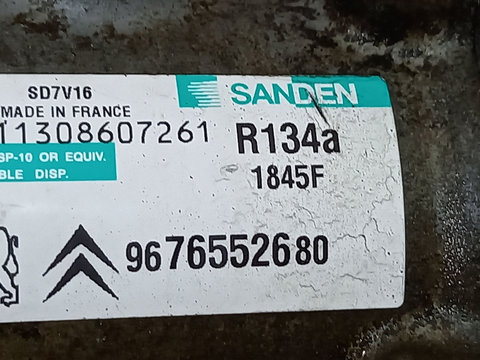 SD7V16
SANDEN
MADE IN FRANCE
11308607261
R134a
SP-10 OR EQUIV.
BLE DISP.
1845F
9676552680